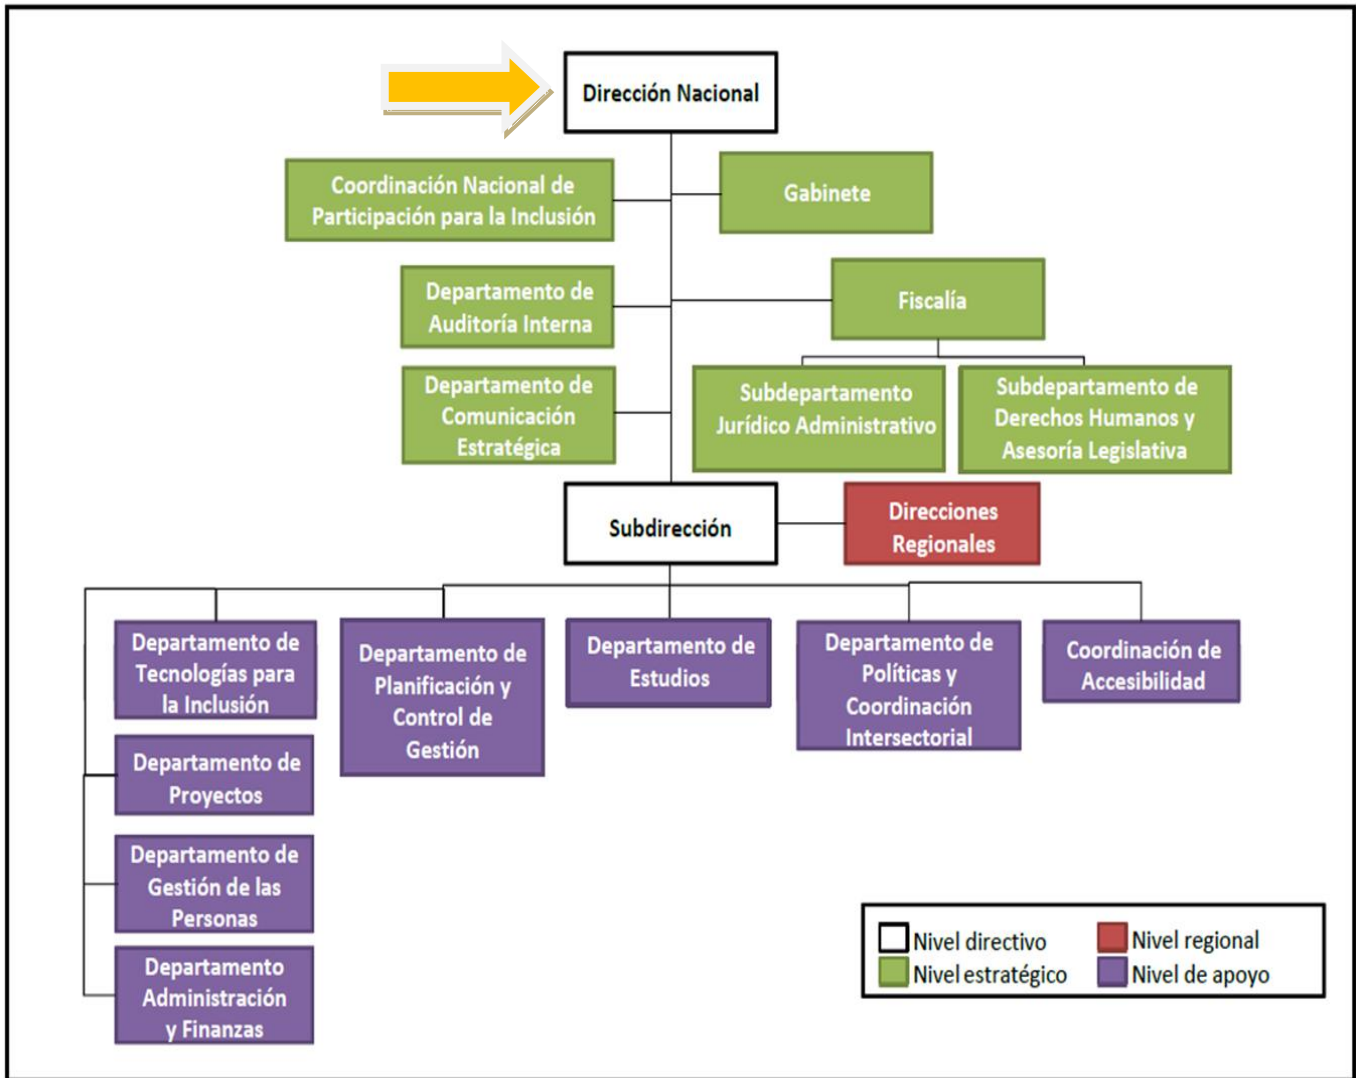 Dirección Nacional
Coordinación Nacional de
Participación para la Inclusión
Gabinete
Departamento de
Auditoría Interna
Fiscalía
Departamento de
Comunicación
Estratégica
Subdepartamento
Jurídico Administrativo
Subdepartamento de
Derechos Humanos y
Asesoría Legislativa
Subdirección
Direcciones
Regionales
Departamento de
Tecnologías para
la Inclusión
Departamento de
Planificación y
Control de
Gestión
Departamento de
Estudios
Departamento de
Políticas y
Coordinación
Intersectorial
Coordinación de
Accesibilidad
Departamento de
Proyectos
Departamento de
Gestión de las
Personas
Departamento
Administración
y Finanzas
Nivel directivo
Nivel regional
Nivel estratégico
Nivel de apoyo